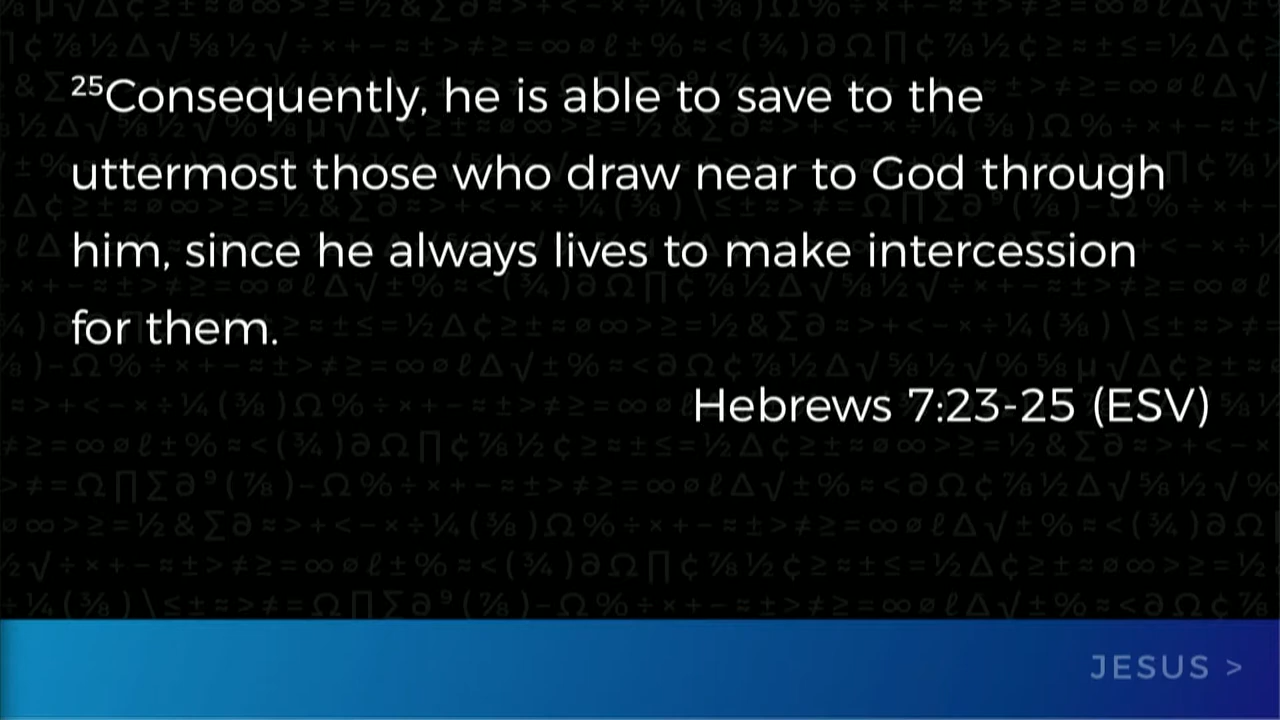 ²⁵Consequently, he is able to save to the
uttermost those who draw near to God through
him, since he always lives to make intercession
for them.
Hebrews 7:23-25 (ESV)
JESUS >